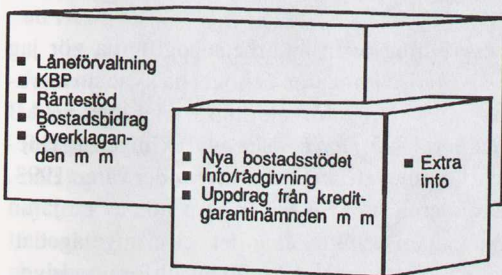 Låneförvaltning
KBP
Räntestöd
Bostadsbidrag
Överklagan-
den m m
Nya bostadsstödet
info/rådgivning
Uppdrag från kredit-
garantinämnden m m
Extra
info